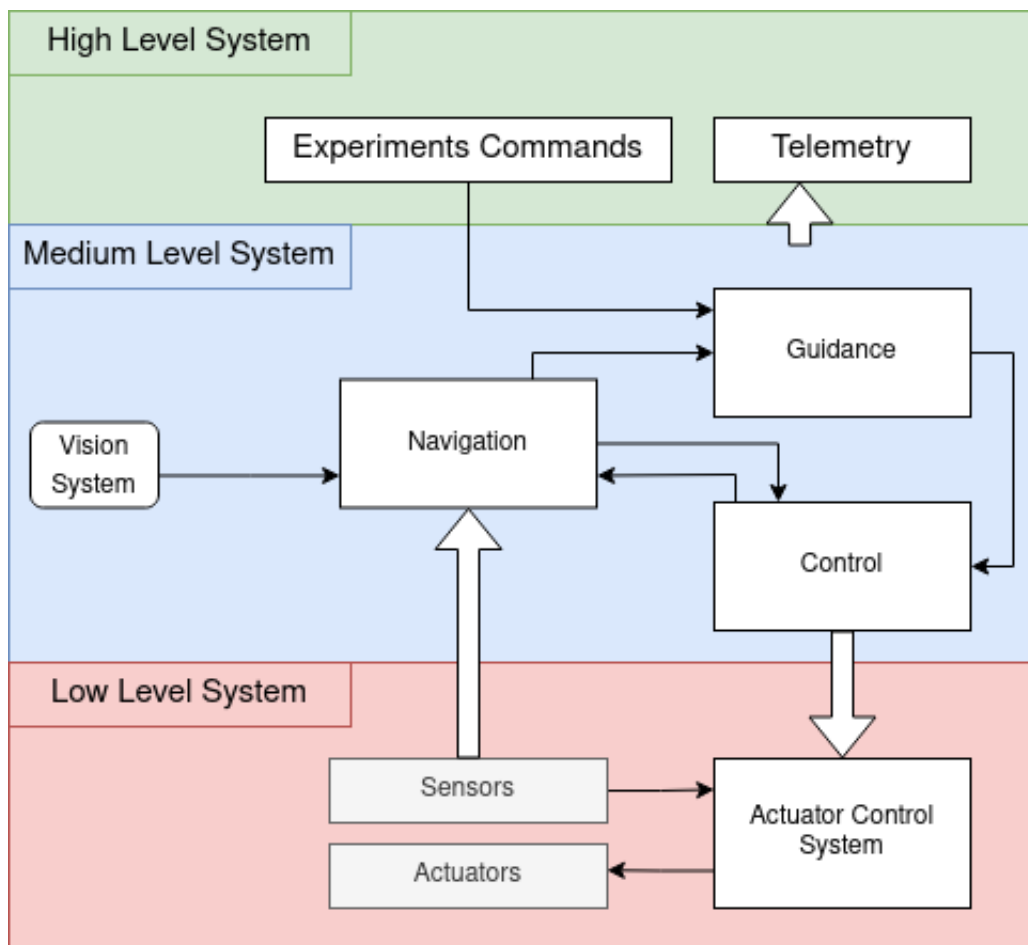 High Level System
Experiments Commands
Telemetry
Medium Level System
Guidance
Navigation
Vision
System
Control
Low Level System
Sensors
Actuator Control
System
Actuators